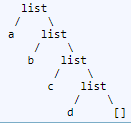 list
/ \
a list
/ \
b list
/ \
c list
/ \
d []